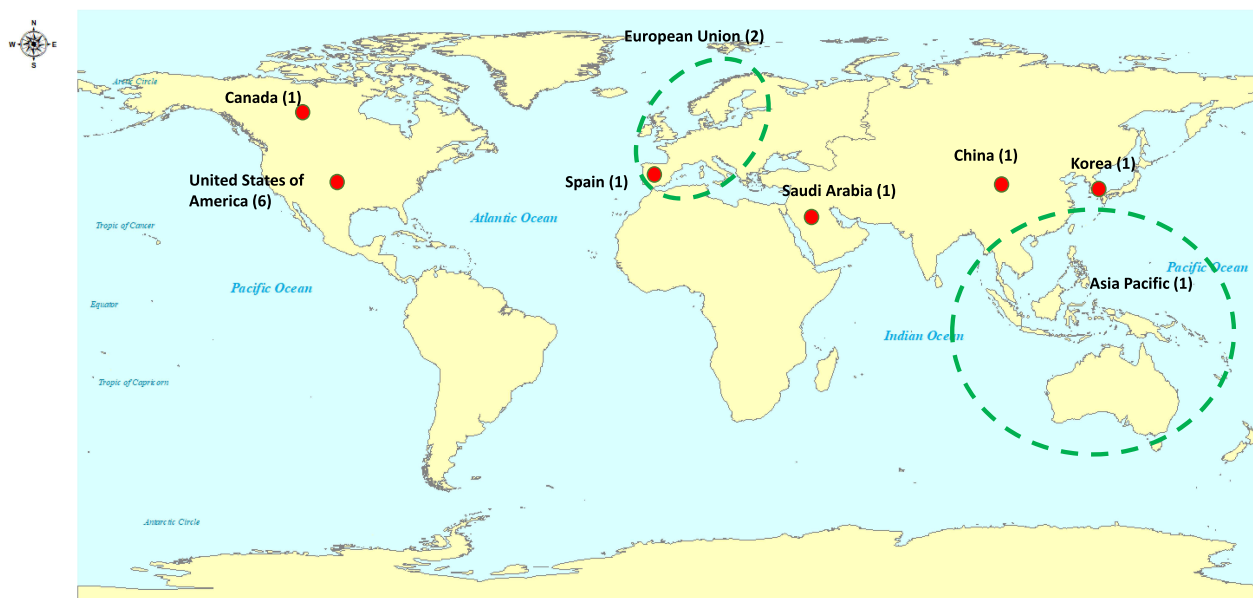 N
W E
S
European Union (2)
Arctic Circle
Canada (1)
China (1)
Korea (1)
United States of
America (6)
Spain (1)
Saudi Arabia (1)
Atlantic Ocean
Tropic of Cancer
Pacific Ocean
Pacific Ocean
Asia Pacific (1)
Equator
Indian Ocean
Tropic of Capricorn
Antarctic Circle